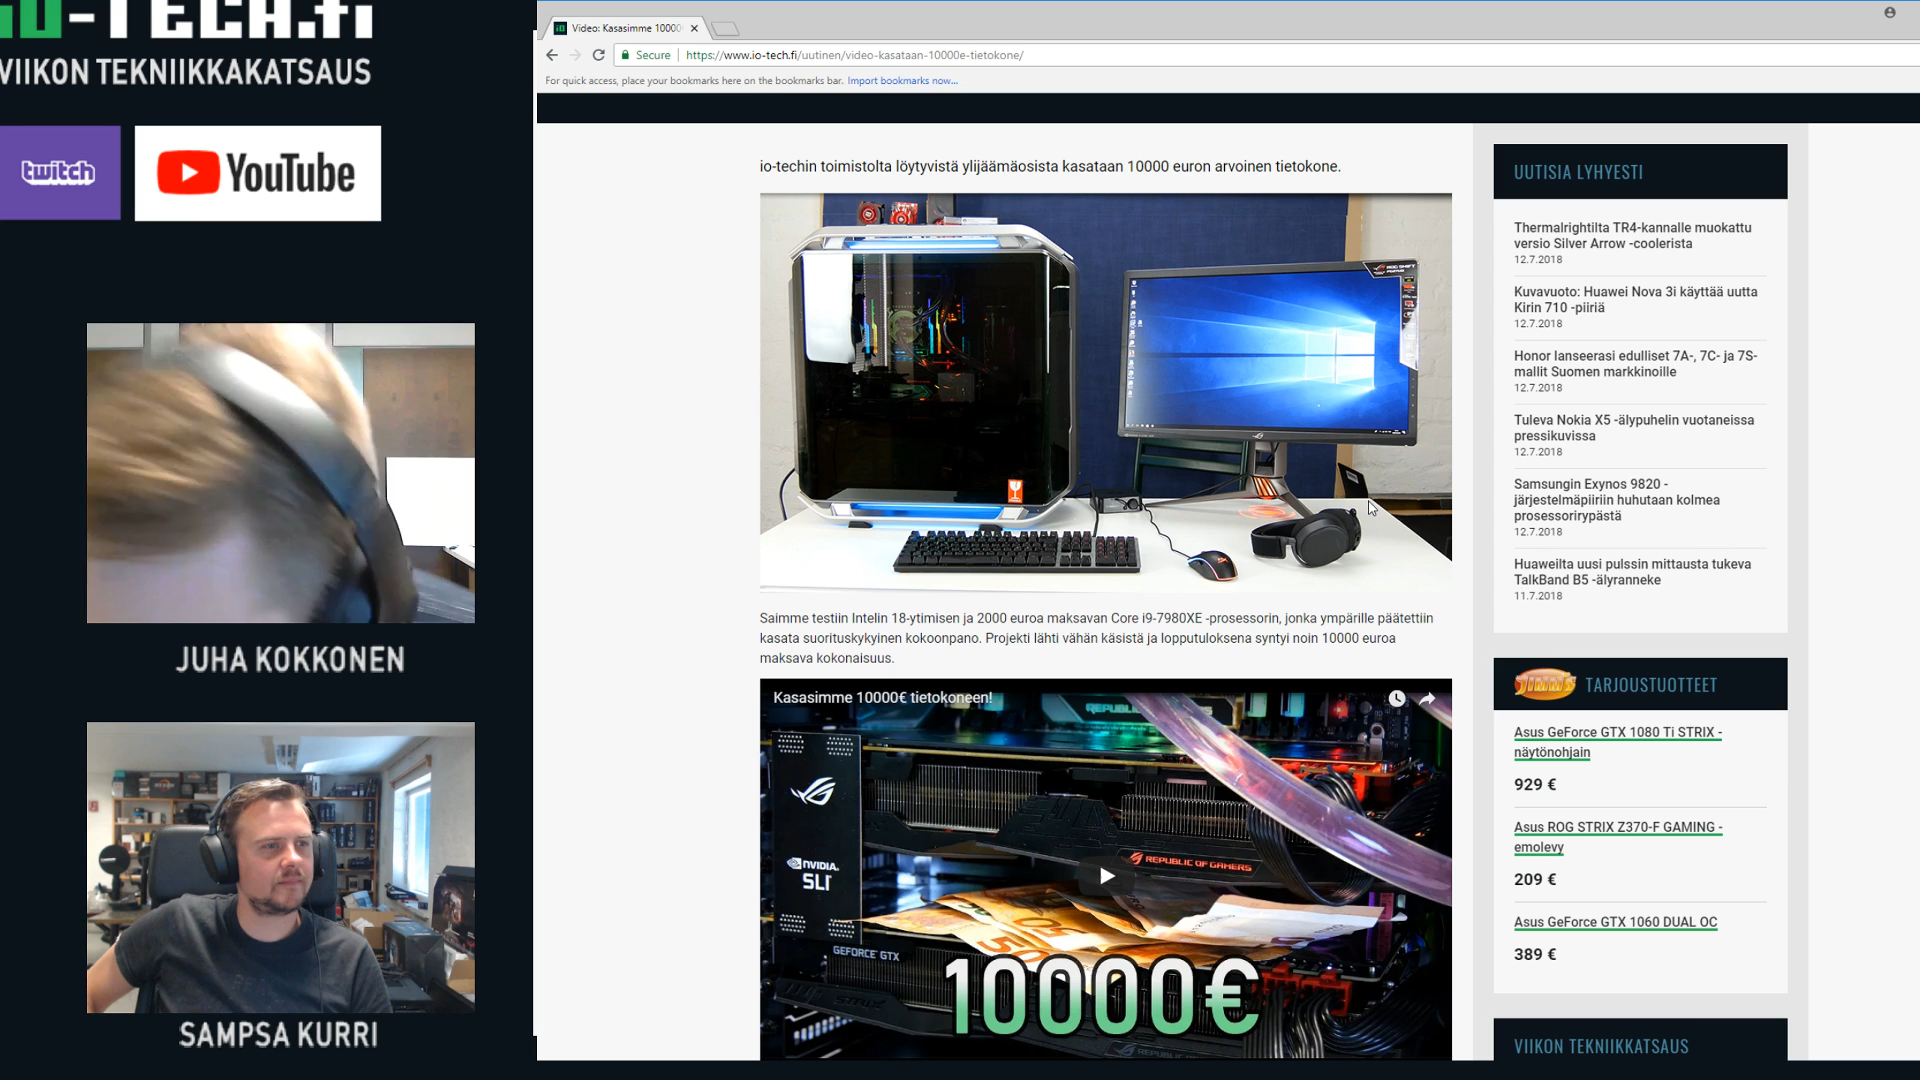 iO-TECH.fi
VIIKON TEKNIIKKAKATSAUS
twitch
YouTube
JUHA KOKKONEN
SAMPSA KURRI
Video: Kasasimme 10000
Secure
https://www.io-tech.fi/uutinen/video-kasataan-10000e-tietokone/
For quick access, place your bookmarks here on the bookmarks bar. Import bookmarks now...
io-techin toimistolta löytyvistä ylijäämäosista kasataan 10000 euron arvoinen tietokone.
Saimme testiin Intelin 18-ytimisen ja 2000 euroa maksavan Core i9-7980XE -prosessorin, jonka ympärille päätettiin
kasata suorituskykyinen kokoonpano. Projekti lähti vähän käsistä ja lopputuloksena syntyi noin 10000 euroa
maksava kokonaisuus.
Kasasimme 10000€ tietokoneen!
REPUBLIC OF GAMERS
NVIDIA.
SLI
GEFORCE GTX
STRIX
10000€
UUTISIA LYHYESTI
Thermalrightilta TR4-kannalle muokattu
versio Silver Arrow -coolerista
12.7.2018
Kuvavuoto: Huawei Nova 3i käyttää uutta
Kirin 710 -piiriä
12.7.2018
Honor lanseerasi edulliset 7A-, 7C- ja 7S-
mallit Suomen markkinoille
12.7.2018
Tuleva Nokia X5 -älypuhelin vuotaneissa
pressikuvissa
12.7.2018
Samsungin Exynos 9820 -
järjestelmäpiiriin huhutaan kolmea
prosessorirypästä
12.7.2018
Huaweilta uusi pulssin mittausta tukeva
TalkBand B5 -älyranneke
11.7.2018
JIMMS TARJOUSTUOTTEET
Asus GeForce GTX 1080 Ti STRIX -
näytönohjain
929 €
Asus ROG STRIX Z370-F GAMING -
emolevy
209 €
Asus GeForce GTX 1060 DUAL OC
389 €
VIIKON TEKNIIKKATSAUS